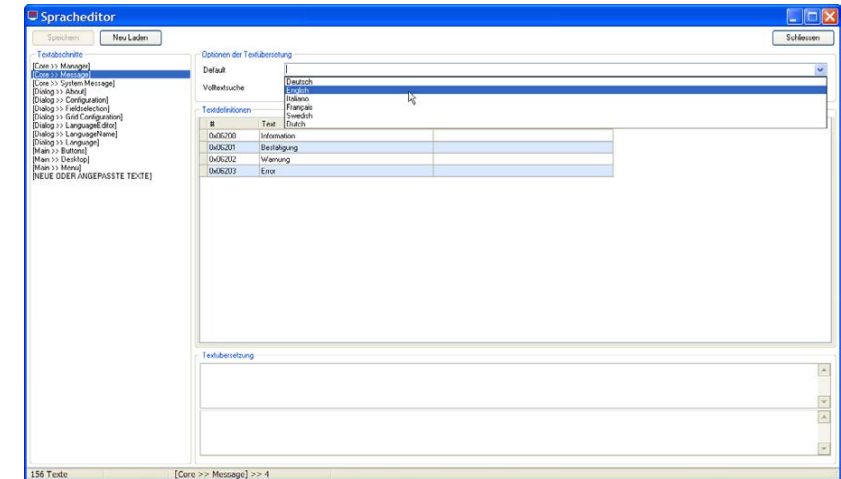 Spracheditor
Speichern
Neu Laden
Schliessen
Textabschnitte
[Core >> Manager]
[Core >> Message]
[Core >> System Message]
[Dialog >> About]
[Dialog >> Configuration]
[Dialog >> Fieldselection]
[Dialog >> Grid Configuration]
[Dialog >> LanguageEditor]
[Dialog >> LanguageName]
[Dialog >> Language]
[Main >> Buttons]
[Main >> Desktop]
[Main >> Menu]
[NEUE ODER ANGEPASSTE TEXTE]
Optionen der Textübersetung
Default
Volltextsuche
Deutsch
English
Italiano
Français
Swedish
Dutch
Textdefinitionen
# Text
0x06200 Information
0x06201 Bestätigung
0x06202 Warnung
0x06203 Error
Textübersetzung
156 Texte [Core >> Message] >> 4